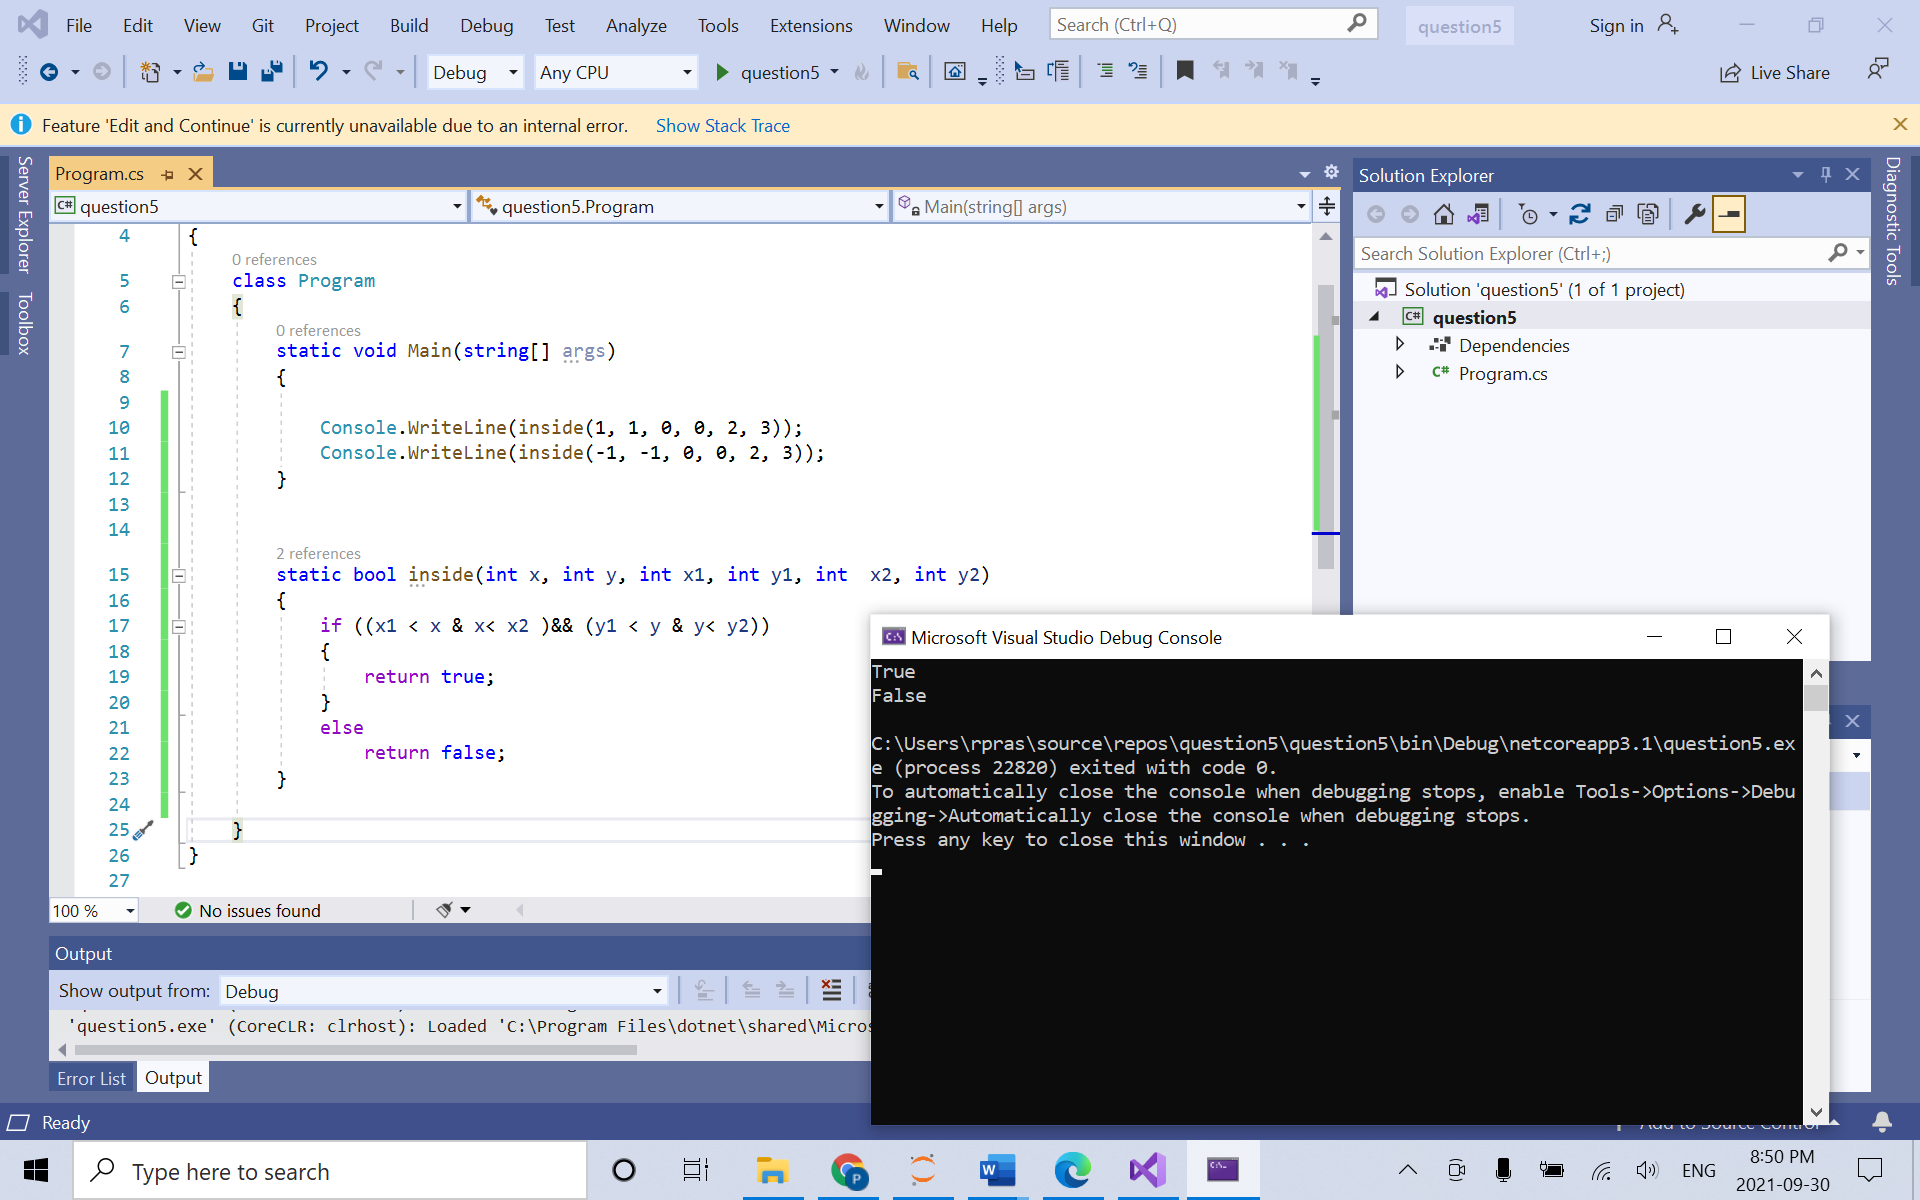 File Edit View Git Project Build Debug Test Analyze Tools Extensions Window Help Search (Ctrl+Q) question5 Sign in
Debug Any CPU question5 Live Share
Feature 'Edit and Continue' is currently unavailable due to an internal error. Show Stack Trace
Server Explorer
Toolbox
Program.cs
C# question5 question5.Program Main(string[] args)
4 {
0 references
5 class Program
6 {
0 references
7 static void Main(string[] args)
8 {
9
10 Console.WriteLine(inside(1, 1, 0, 0, 2, 3));
11 Console.WriteLine(inside(-1, -1, 0, 0, 2, 3));
12 }
13
14
2 references
15 static bool inside(int x, int y, int x1, int y1, int  x2, int y2)
16 {
17 if ((x1 < x & x< x2 )&& (y1 < y & y< y2))
18 {
19 return true;
20 }
21 else
22 return false;
23 }
24
25 }
26 }
27
100 % No issues found
Output
Show output from: Debug
'question5.exe' (CoreCLR: clrhost): Loaded 'C:\Program Files\dotnet\shared\Micros
Error List Output
Solution Explorer
Search Solution Explorer (Ctrl+;)
Solution 'question5' (1 of 1 project)
C# question5
Dependencies
C# Program.cs
Diagnostic Tools
C:\ Microsoft Visual Studio Debug Console
True
False
C:\Users\rpras\source\repos\question5\question5\bin\Debug\netcoreapp3.1\question5.ex
e (process 22820) exited with code 0.
To automatically close the console when debugging stops, enable Tools->Options->Debu
gging->Automatically close the console when debugging stops.
Press any key to close this window . . .
Ready Add to Source Control
Type here to search
P
W
ENG
8:50 PM
2021-09-30